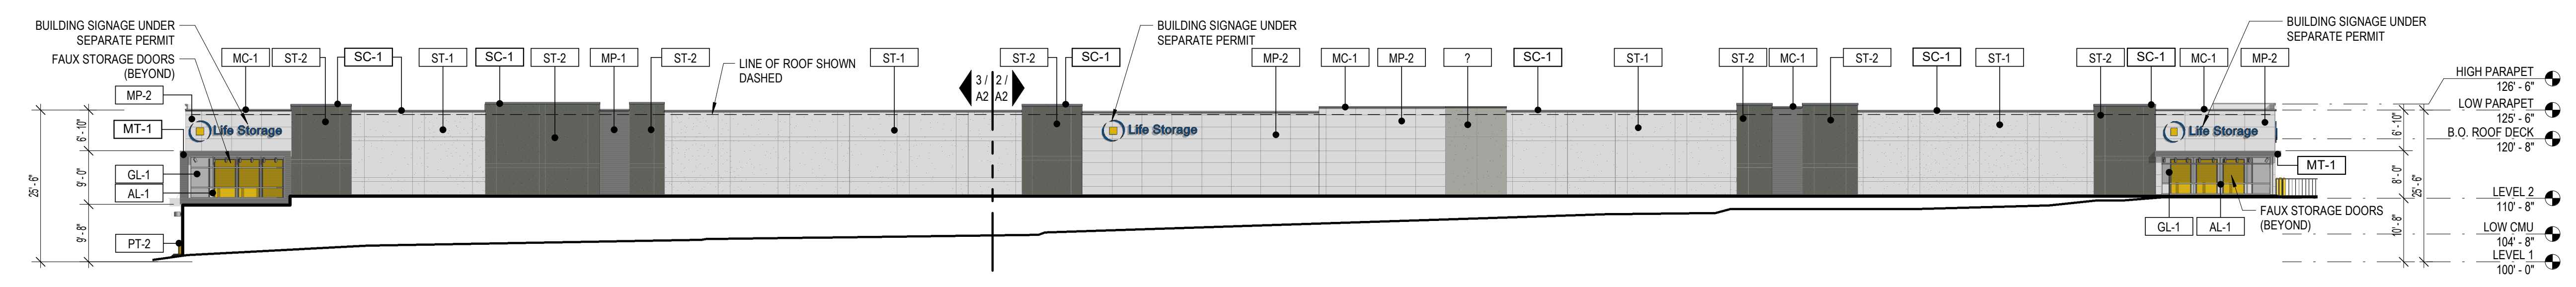 BUILDING SIGNAGE UNDER
SEPARATE PERMIT
FAUX STORAGE DOORS
(BEYOND)
MP-2
MT-1
GL-1
AL-1
PT-2
MC-1
ST-2
SC-1
ST-1
SC-1
ST-2
MP-1
ST-2
LINE OF ROOF SHOWN
DASHED
ST-1
3 /
A2
2 /
A2
ST-2
SC-1
BUILDING SIGNAGE UNDER
SEPARATE PERMIT
MP-2
MC-1
MP-2
?
SC-1
ST-1
ST-2
MC-1
ST-2
SC-1
ST-1
ST-2
SC-1
MC-1
MP-2
BUILDING SIGNAGE UNDER
SEPARATE PERMIT
Life Storage
Life Storage
Life Storage
25' - 6"
6' - 10"
9' - 0"
9' - 8"
MT-1
GL-1
AL-1
FAUX STORAGE DOORS
(BEYOND)
6' - 10"
8' - 0"
10' - 8"
25' - 6"
HIGH PARAPET
126' - 6"
LOW PARAPET
125' - 6"
B.O. ROOF DECK
120' - 8"
LEVEL 2
110' - 8"
LOW CMU
104' - 8"
LEVEL 1
100' - 0"